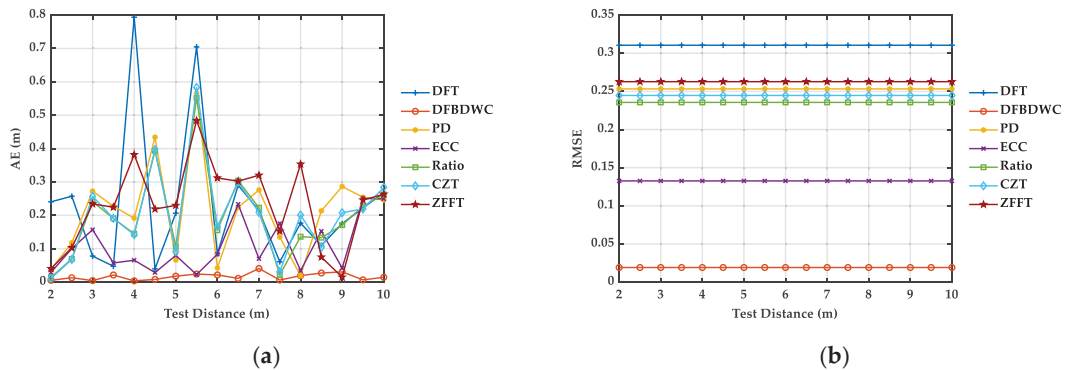 0.8
0.7
0.6
0.5
0.4
0.3
0.2
0.1
0
AE (m)
2 3 4 5 6 7 8 9 10
Test Distance (m)
DFT
DFBDWC
PD
ECC
Ratio
CZT
ZFFT
(a)
0.35
0.3
0.25
0.2
0.15
0.1
0.05
0
RMSE
2 3 4 5 6 7 8 9 10
Test Distance (m)
DFT
DFBDWC
PD
ECC
Ratio
CZT
ZFFT
(b)